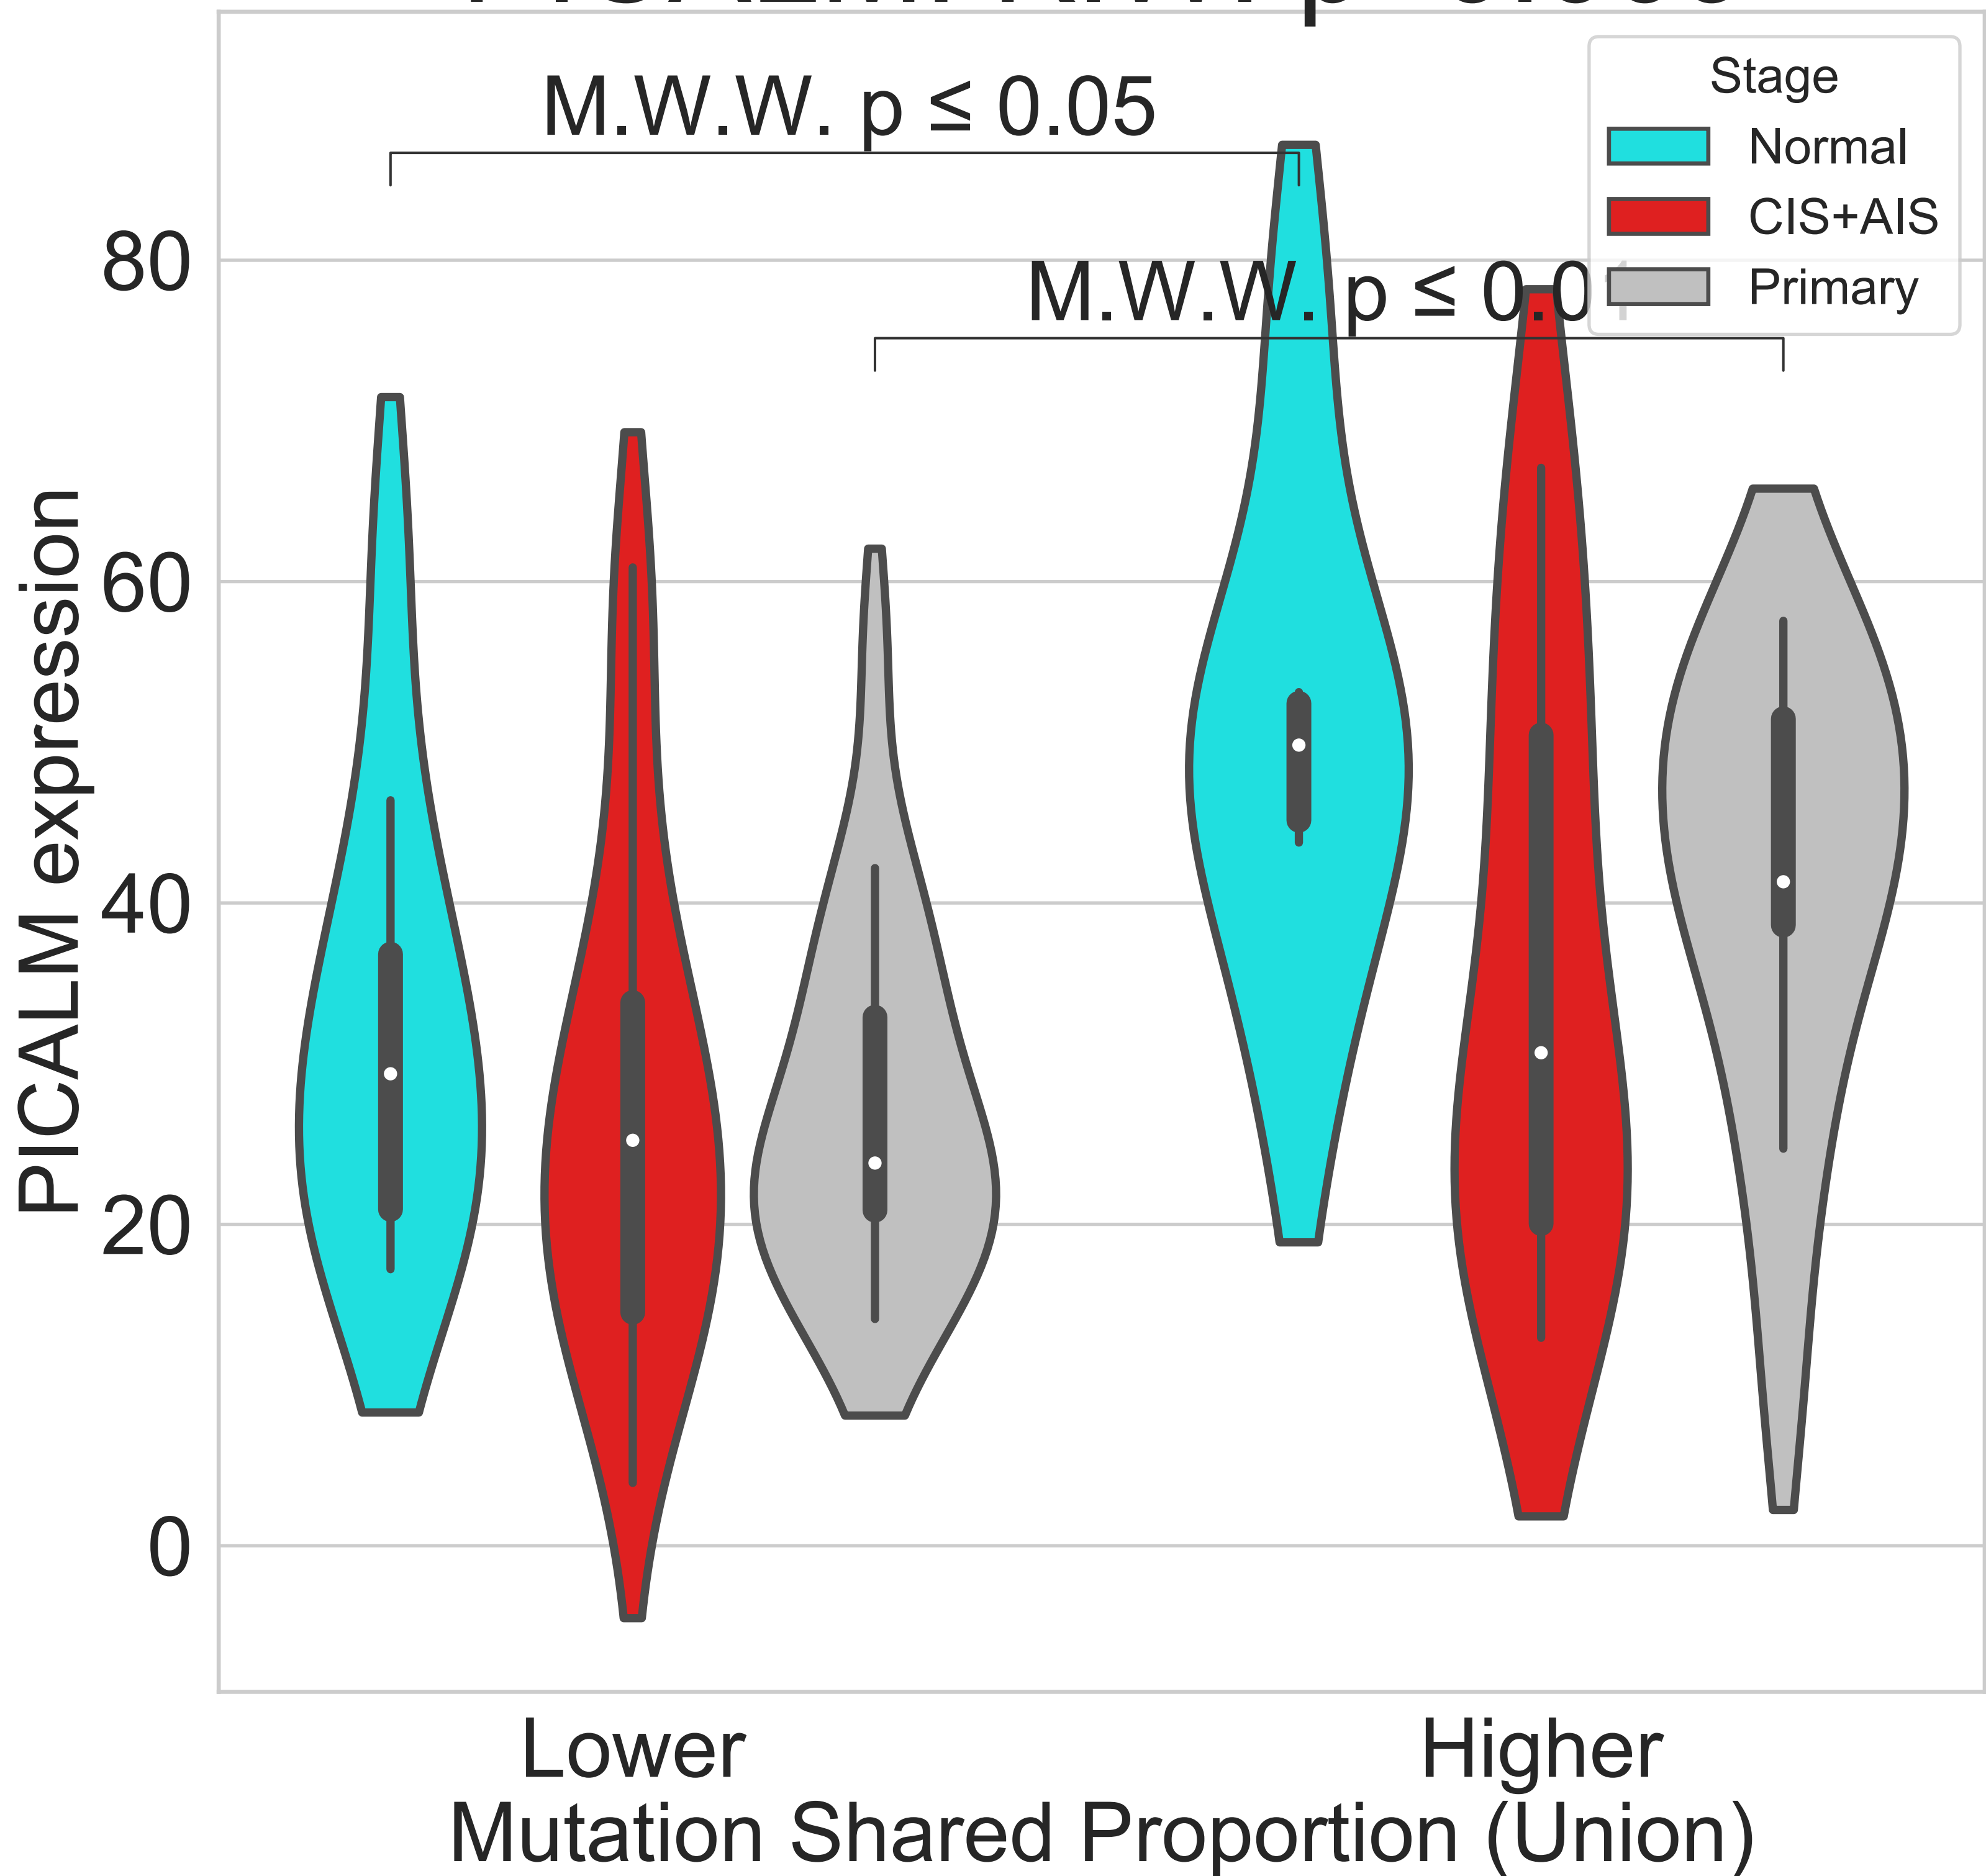 M.W.W. p ≤ 0.05
Stage
Normal
CIS+AIS
Primary
M.W.W. p ≤ 0.01
80
60
40
20
0
PICALM expression
Lower
Higher
Mutation Shared Proportion (Union)